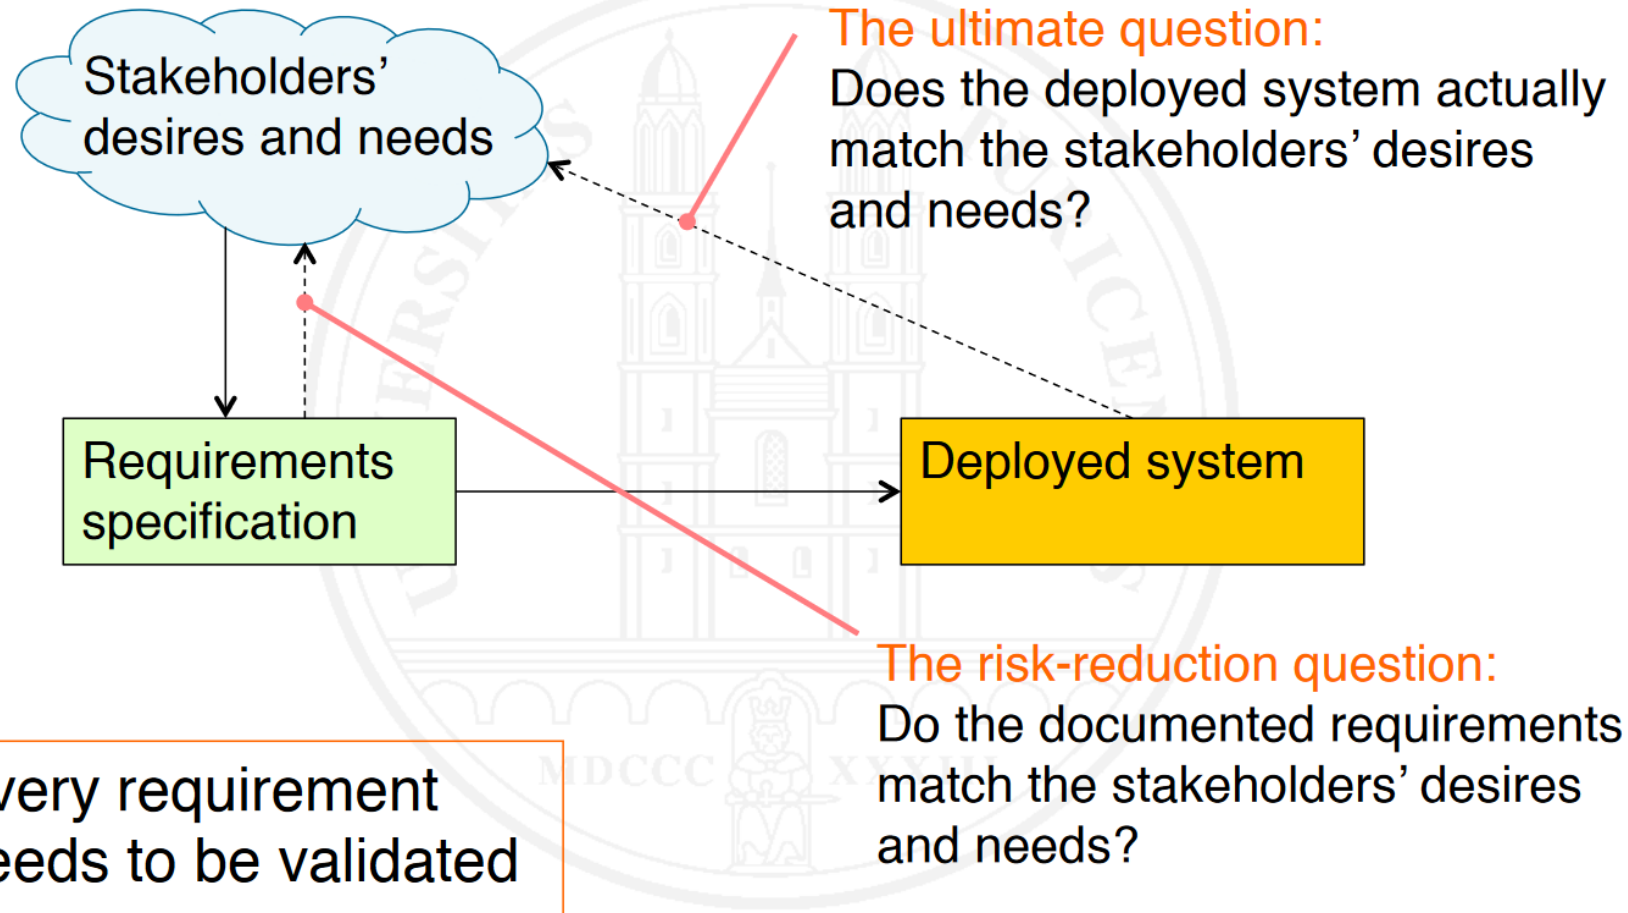 Stakeholders’
desires and needs
The ultimate question:
Does the deployed system actually
match the stakeholders’ desires
and needs?
Requirements
specification
Deployed system
The risk-reduction question:
Do the documented requirements
match the stakeholders’ desires
and needs?
very requirement
eeds to be validated
MDCCC